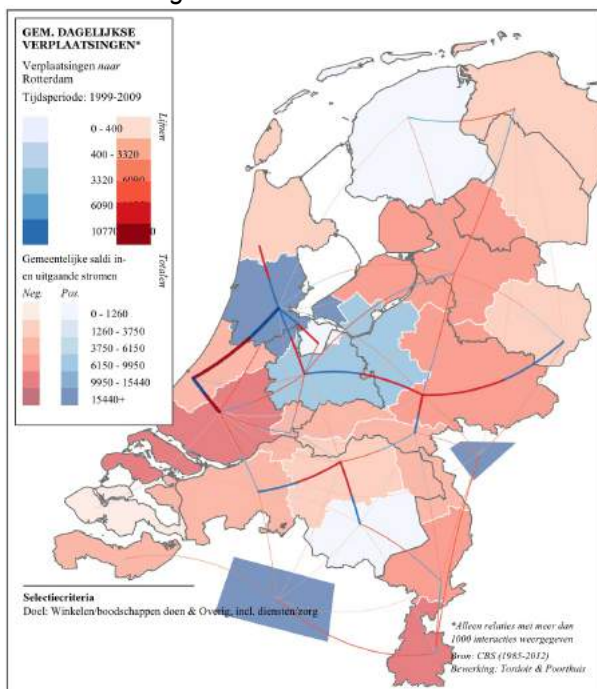 GEM. DAGELIJKSE
VERPLAATSINGEN*
Verplaatsingen naar
Rotterdam
Tijdsperiode: 1999-2009
Lijnen
0 - 400
400 - 3320
3320 - 6090
6090
Gemeentelijke saldi in-
en uitgaande stromen
Totalen
Neg. Pos.
0 - 1260
1260 - 3750
3750 - 6150
6150 - 9950
9950 - 15440
15440+
Selectiecriteria
Doel: Winkelen/boodschappen doen & Overig, incl. diensten/zorg
*Alleen relaties met meer dan
1000 interacties weergegeven
Bron: CBS (1985-2012)
Bewerking: Tordoir & Poorthuis